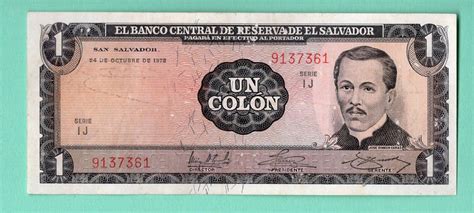 EL BANCO CENTRAL DE RESERVA DE EL SALVADOR
PAGARÁ EN EFECTIVO AL PORTADOR
1
1
SAN SALVADOR,
24 DE OCTUBRE DE 1972
9137361
SERIE
IJ
UN
COLON
SERIE
IJ
9137361
DIRECTOR
PRESIDENTE
GERENTE
1
1